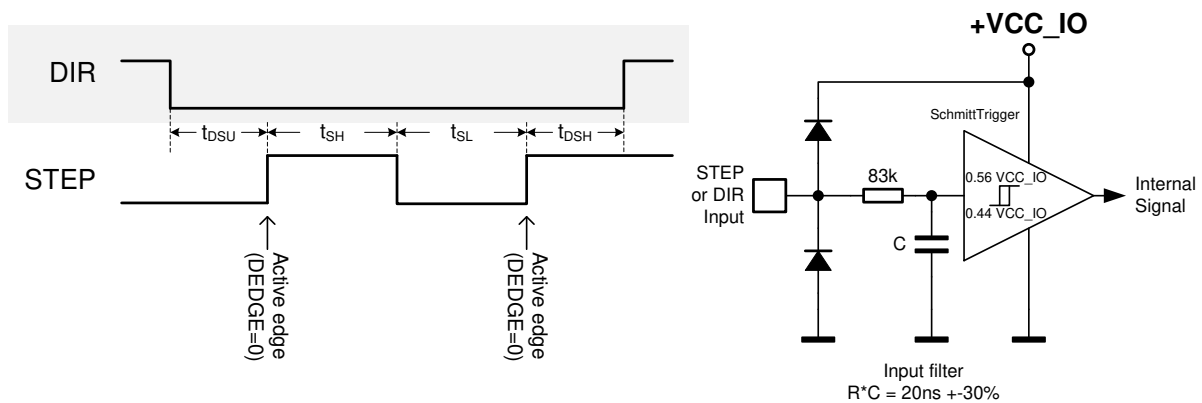 DIR
tDSU
tSH
tSL
tDSH
STEP
Active edge
(DEDGE=0)
Active edge
(DEDGE=0)
+VCC_IO
SchmittTrigger
STEP
or DIR
Input
83k
0.56 VCC_IO
0.44 VCC_IO
C
Internal
Signal
Input filter
R*C = 20ns +-30%